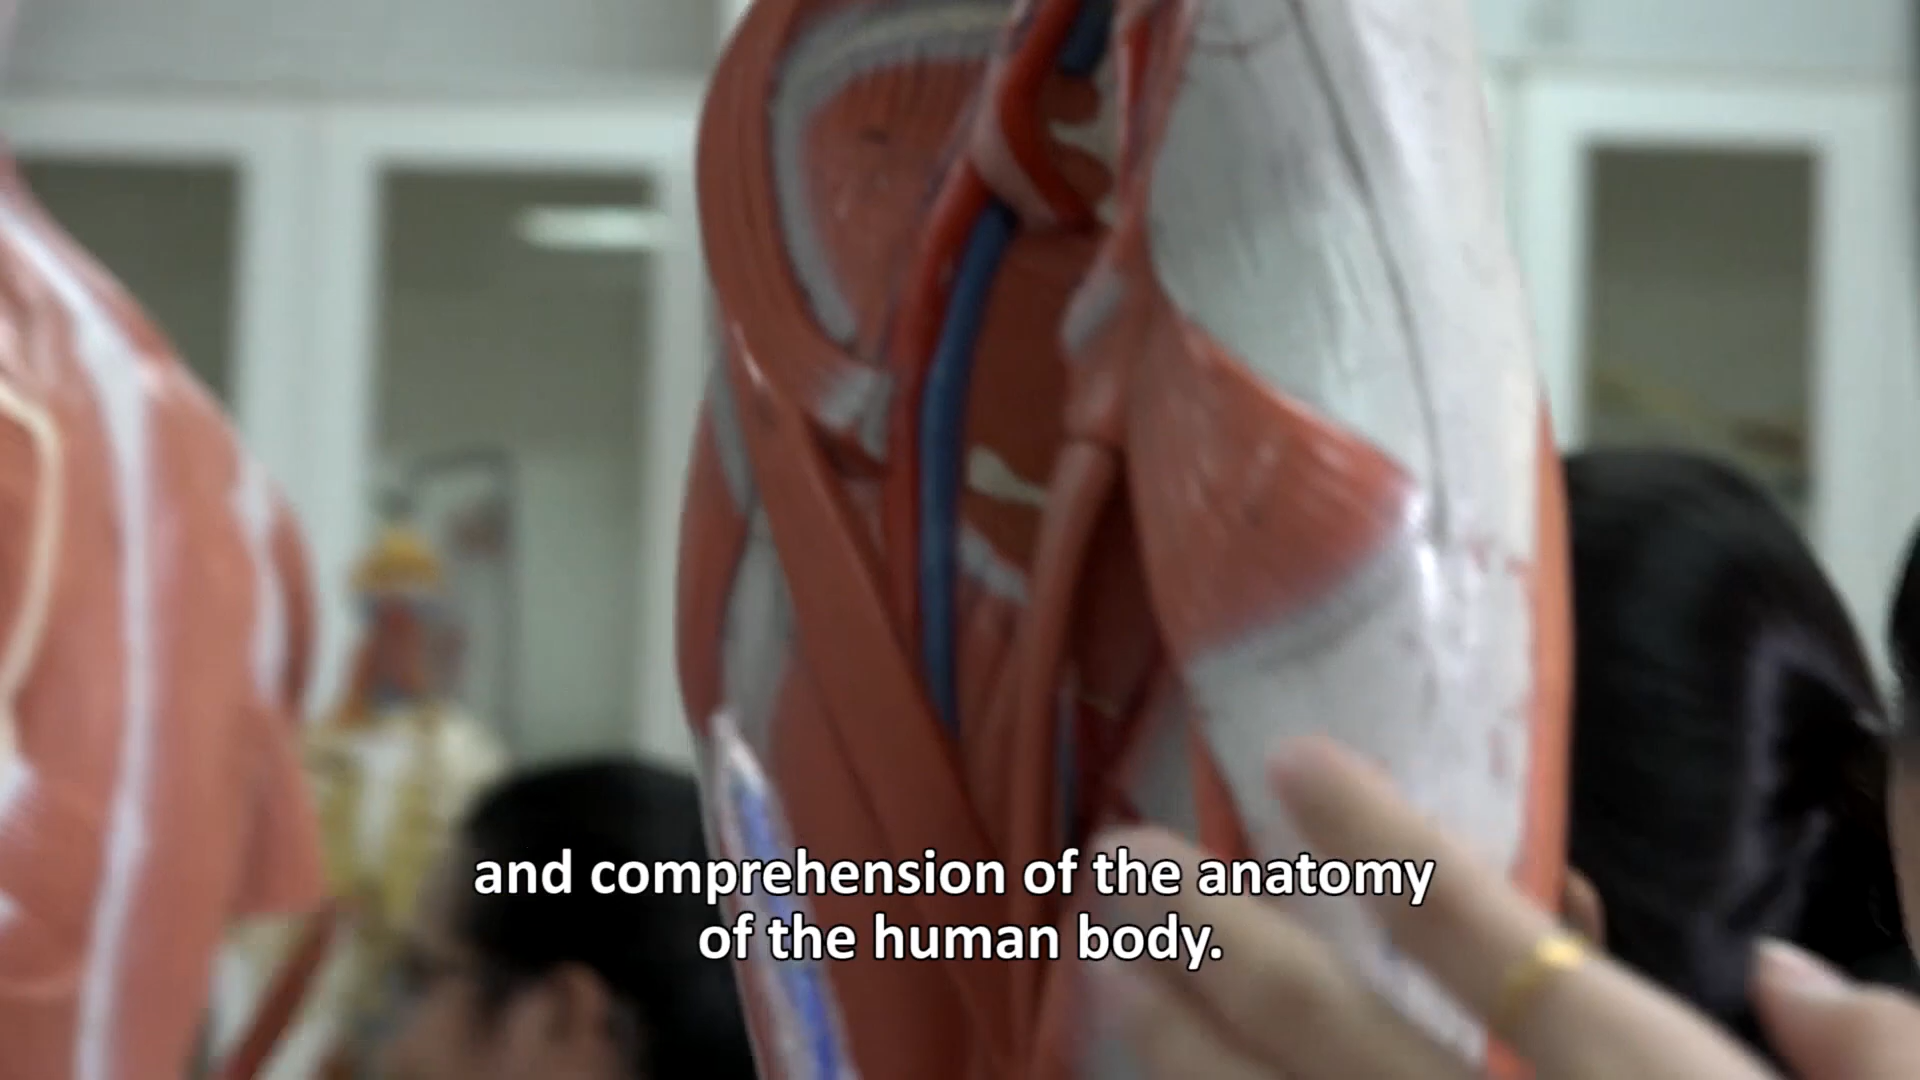 and comprehension of the anatomy
of the human body.